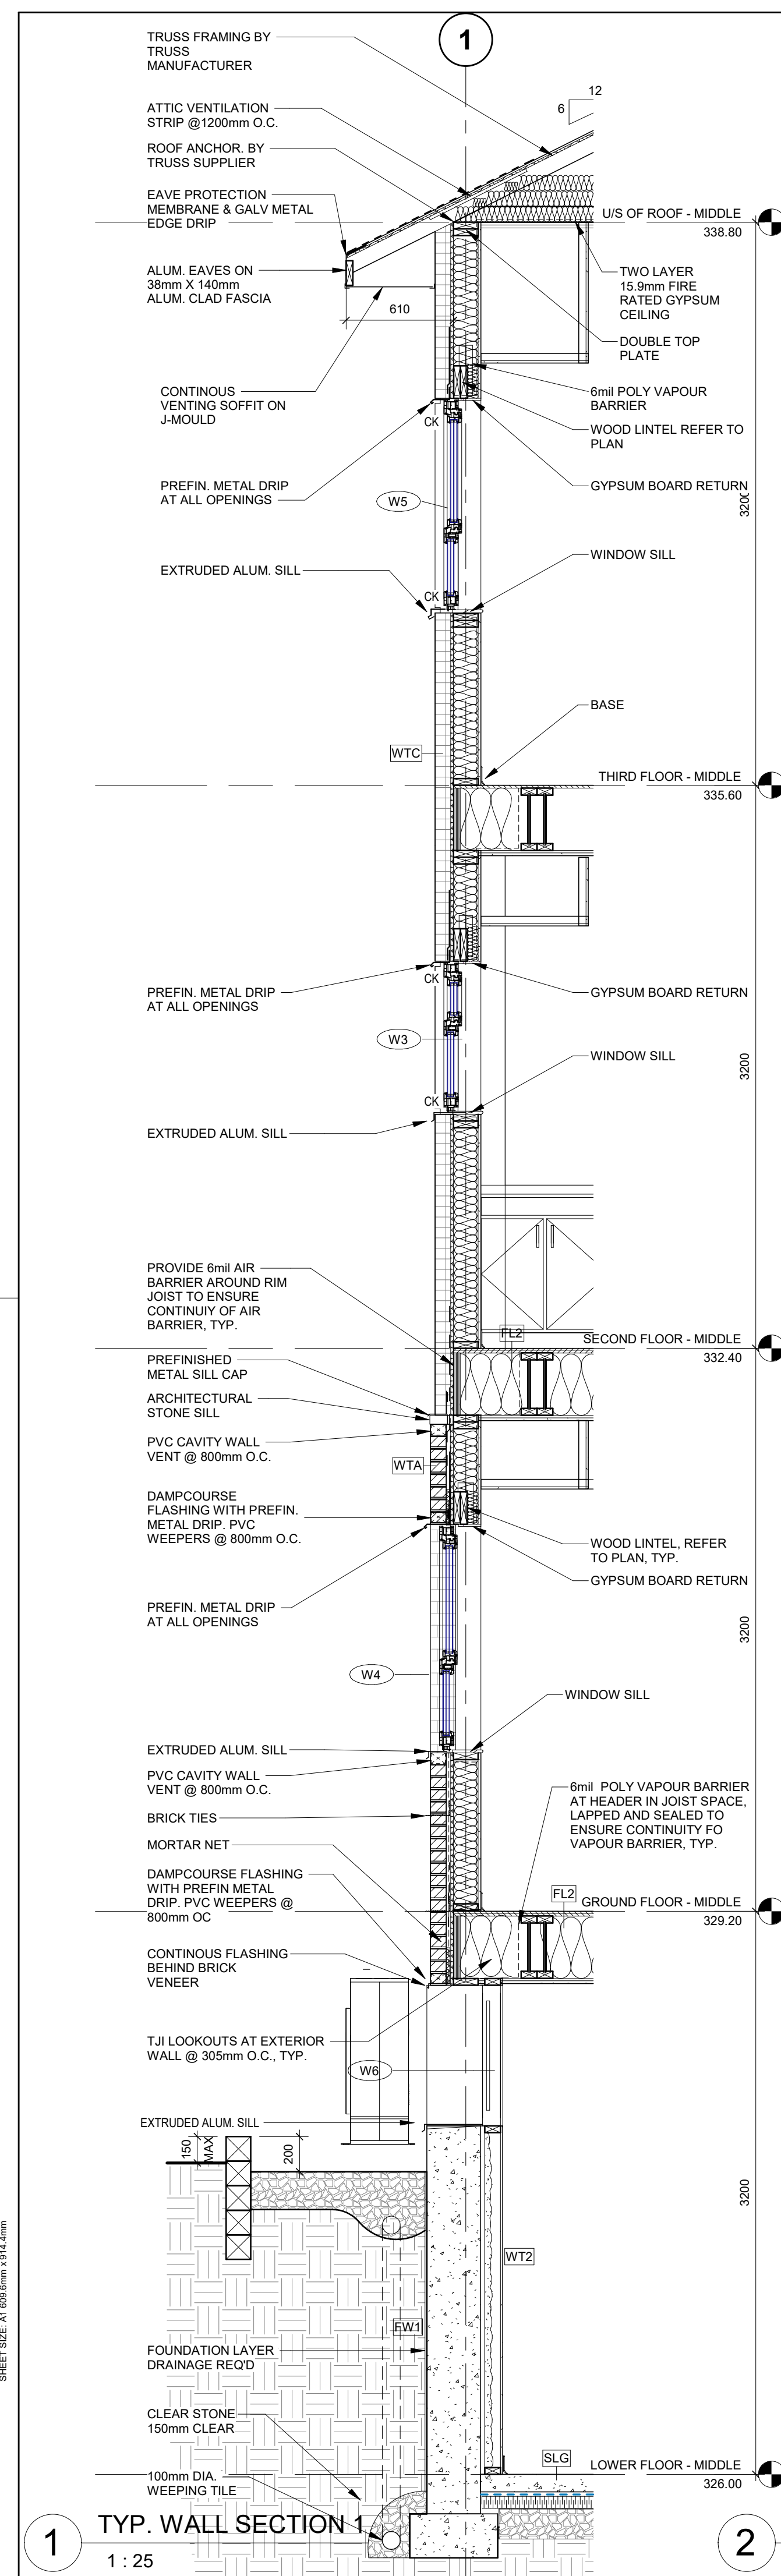 1
TRUSS FRAMING BY
TRUSS
MANUFACTURER
12
6
ATTIC VENTILATION
STRIP @1200mm O.C.
ROOF ANCHOR. BY
TRUSS SUPPLIER
EAVE PROTECTION
MEMBRANE & GALV METAL
EDGE DRIP
U/S OF ROOF - MIDDLE
338.80
ALUM. EAVES ON
38mm X 140mm
ALUM. CLAD FASCIA
TWO LAYER
15.9mm FIRE
RATED GYPSUM
CEILING
610
DOUBLE TOP
PLATE
CONTINOUS
VENTING SOFFIT ON
J-MOULD
6mil POLY VAPOUR
BARRIER
CK
WOOD LINTEL REFER TO
PLAN
PREFIN. METAL DRIP
AT ALL OPENINGS
W5
GYPSUM BOARD RETURN
3200
EXTRUDED ALUM. SILL
WINDOW SILL
CK
BASE
WTC
THIRD FLOOR - MIDDLE
335.60
PREFIN. METAL DRIP
AT ALL OPENINGS
CK
GYPSUM BOARD RETURN
W3
WINDOW SILL
3200
CK
EXTRUDED ALUM. SILL
PROVIDE 6mil AIR
BARRIER AROUND RIM
JOIST TO ENSURE
CONTINUIY OF AIR
BARRIER, TYP.
FL2
SECOND FLOOR - MIDDLE
332.40
PREFINISHED
METAL SILL CAP
ARCHITECTURAL
STONE SILL
PVC CAVITY WALL
VENT @ 800mm O.C.
WTA
DAMPCOURSE
FLASHING WITH PREFIN.
METAL DRIP. PVC
WEEPERS @ 800mm O.C.
WOOD LINTEL, REFER
TO PLAN, TYP.
GYPSUM BOARD RETURN
PREFIN. METAL DRIP
AT ALL OPENINGS
3200
W4
WINDOW SILL
EXTRUDED ALUM. SILL
PVC CAVITY WALL
VENT @ 800mm O.C.
6mil POLY VAPOUR BARRIER
AT HEADER IN JOIST SPACE,
LAPPED AND SEALED TO
ENSURE CONTINUITY FO
VAPOUR BARRIER, TYP.
BRICK TIES
MORTAR NET
DAMPCOURSE FLASHING
WITH PREFIN METAL
DRIP. PVC WEEPERS @
800mm OC
FL2
GROUND FLOOR - MIDDLE
329.20
CONTINOUS FLASHING
BEHIND BRICK
VENEER
TJI LOOKOUTS AT EXTERIOR
WALL @ 305mm O.C., TYP.
W6
EXTRUDED ALUM. SILL
150
MAX
200
3200
WT2
FW1
FOUNDATION LAYER
DRAINAGE REQ'D
CLEAR STONE
150mm CLEAR
SLG
LOWER FLOOR - MIDDLE
326.00
100mm DIA.
WEEPING TILE
1
TYP. WALL SECTION 1
1 : 25
2
SHEET SIZE: A1 609.6mm x 914.4mm